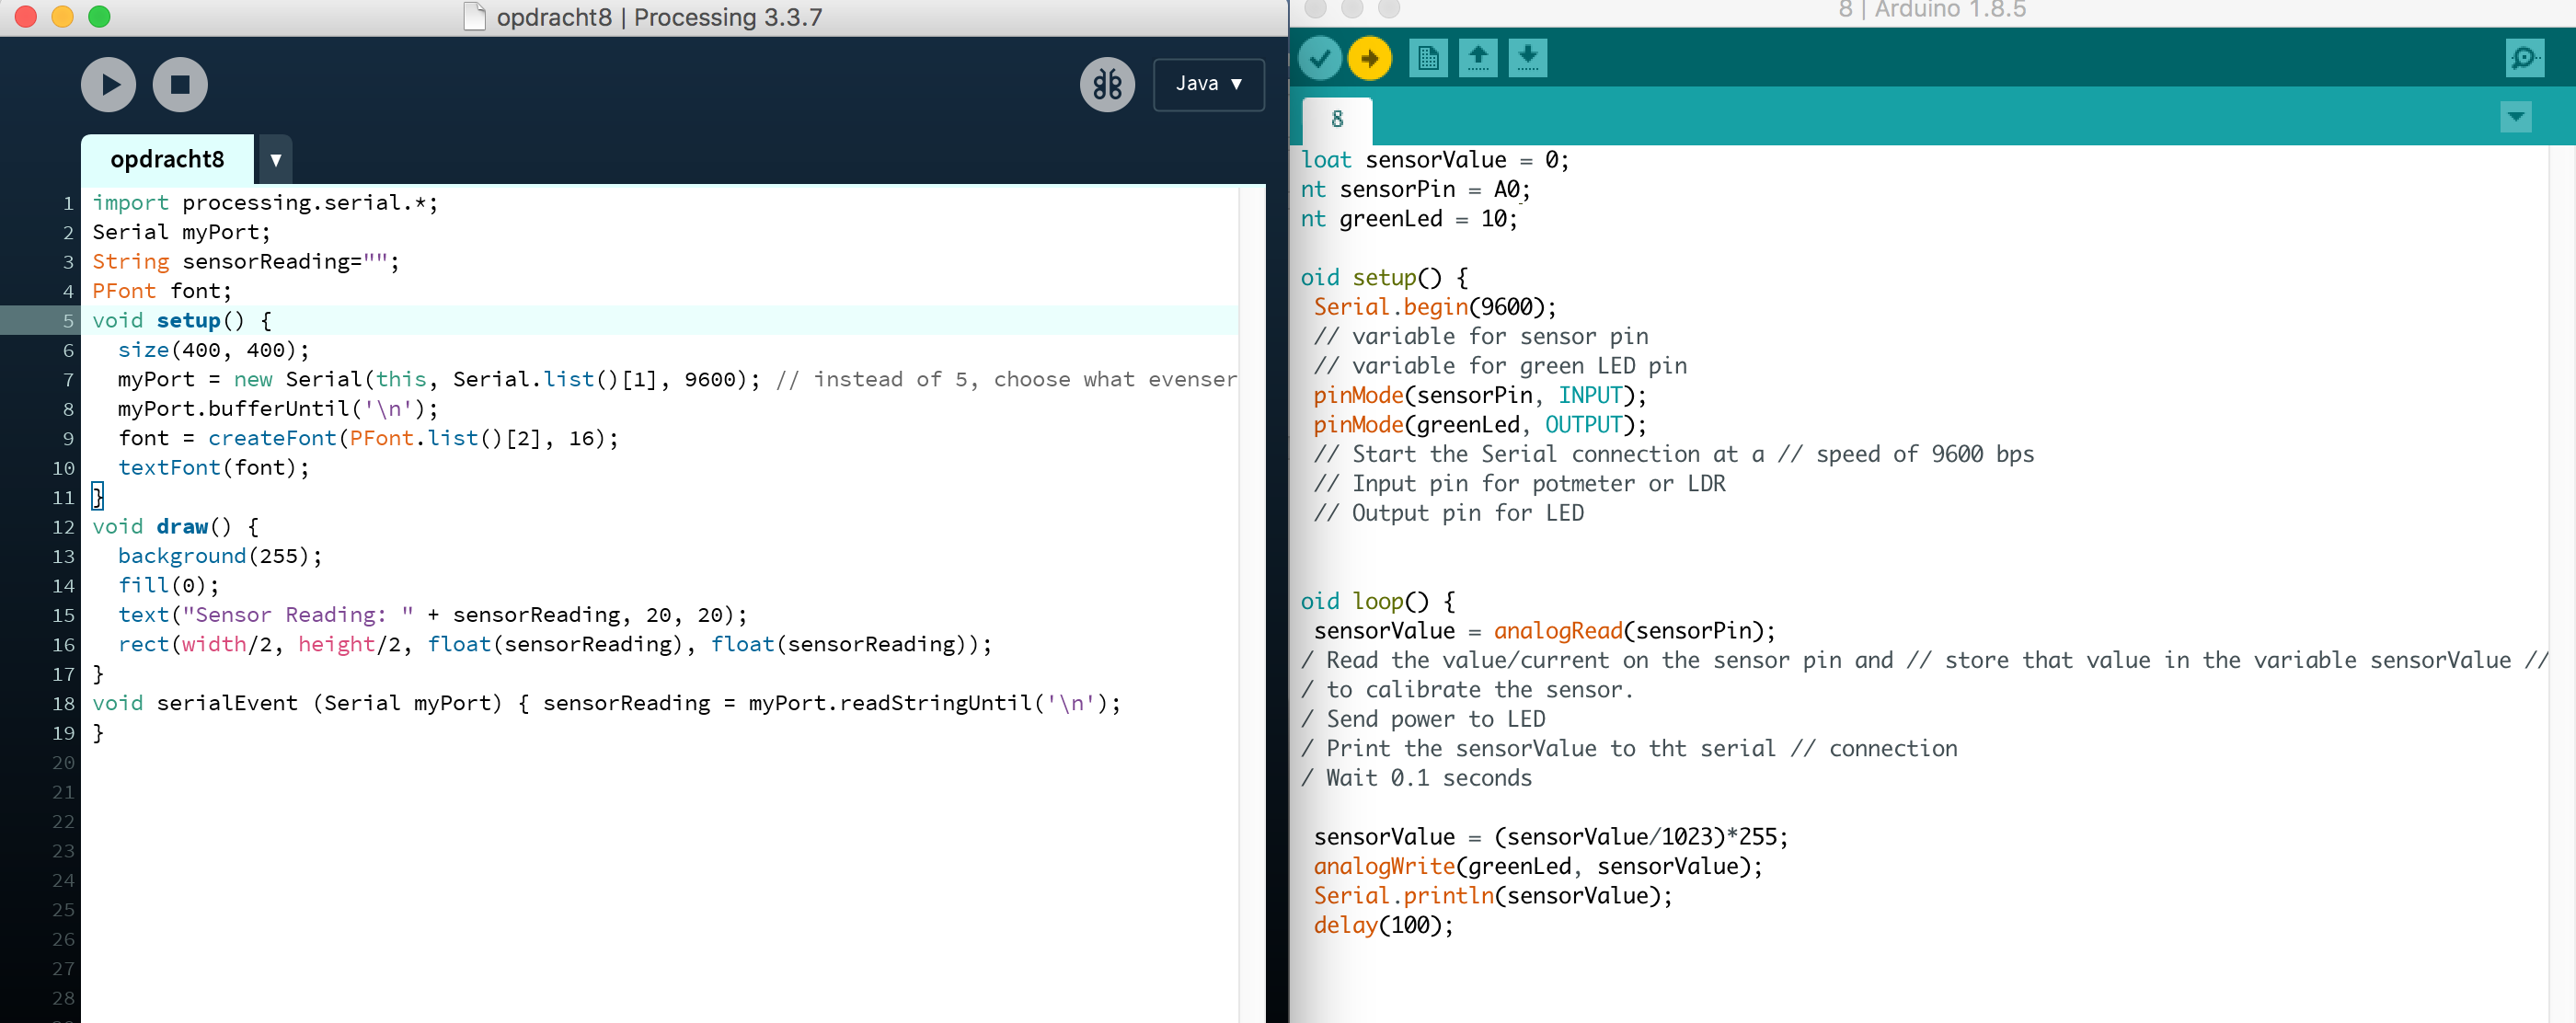 opdracht8 | Processing 3.3.7
Java ▼
opdracht8 ▼
1 import processing.serial.*;
2 Serial myPort;
3 String sensorReading="";
4 PFont font;
5 void setup() {
6 size(400, 400);
7 myPort = new Serial(this, Serial.list()[1], 9600); // instead of 5, choose what evenser
8 myPort.bufferUntil('\n');
9 font = createFont(PFont.list()[2], 16);
10 textFont(font);
11 }
12 void draw() {
13 background(255);
14 fill(0);
15 text("Sensor Reading: " + sensorReading, 20, 20);
16 rect(width/2, height/2, float(sensorReading), float(sensorReading));
17 }
18 void serialEvent (Serial myPort) { sensorReading = myPort.readStringUntil('\n');
19 }
20
21
22
23
24
25
26
27
28
8 | Arduino 1.8.5
8
loat sensorValue = 0;
nt sensorPin = A0;
nt greenLed = 10;
oid setup() {
Serial.begin(9600);
// variable for sensor pin
// variable for green LED pin
pinMode(sensorPin, INPUT);
pinMode(greenLed, OUTPUT);
// Start the Serial connection at a // speed of 9600 bps
// Input pin for potmeter or LDR
// Output pin for LED
oid loop() {
sensorValue = analogRead(sensorPin);
/ Read the value/current on the sensor pin and // store that value in the variable sensorValue //
/ to calibrate the sensor.
/ Send power to LED
/ Print the sensorValue to tht serial // connection
/ Wait 0.1 seconds
sensorValue = (sensorValue/1023)*255;
analogWrite(greenLed, sensorValue);
Serial.println(sensorValue);
delay(100);